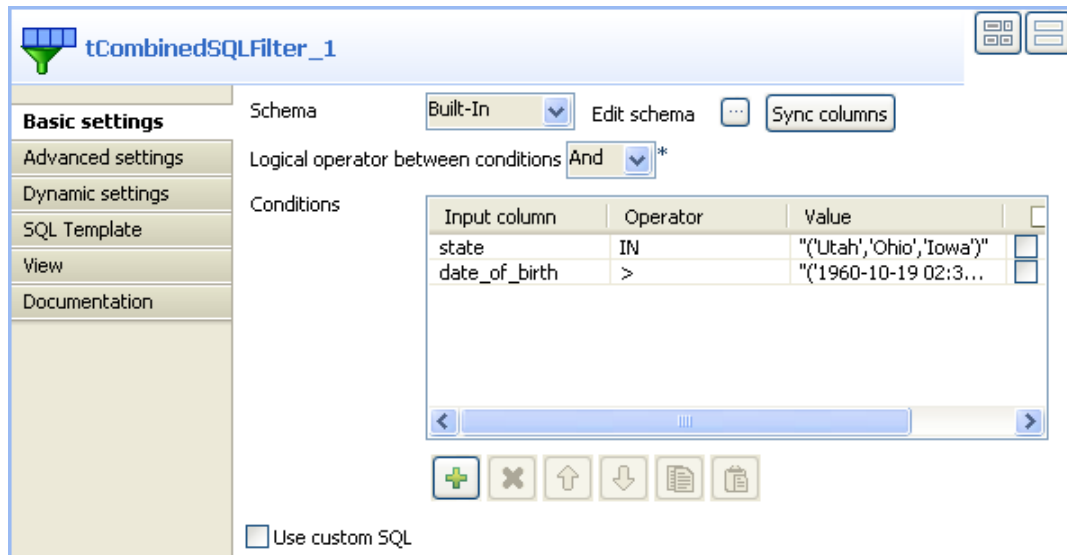 tCombinedSQLFilter_1
Basic settings
Advanced settings
Dynamic settings
SQL Template
View
Documentation
Schema Built-In Edit schema ... Sync columns
Logical operator between conditions And *
Conditions
Input column Operator Value
state IN "('Utah','Ohio','Iowa')"
date_of_birth > "('1960-10-19 02:3...
Use custom SQL